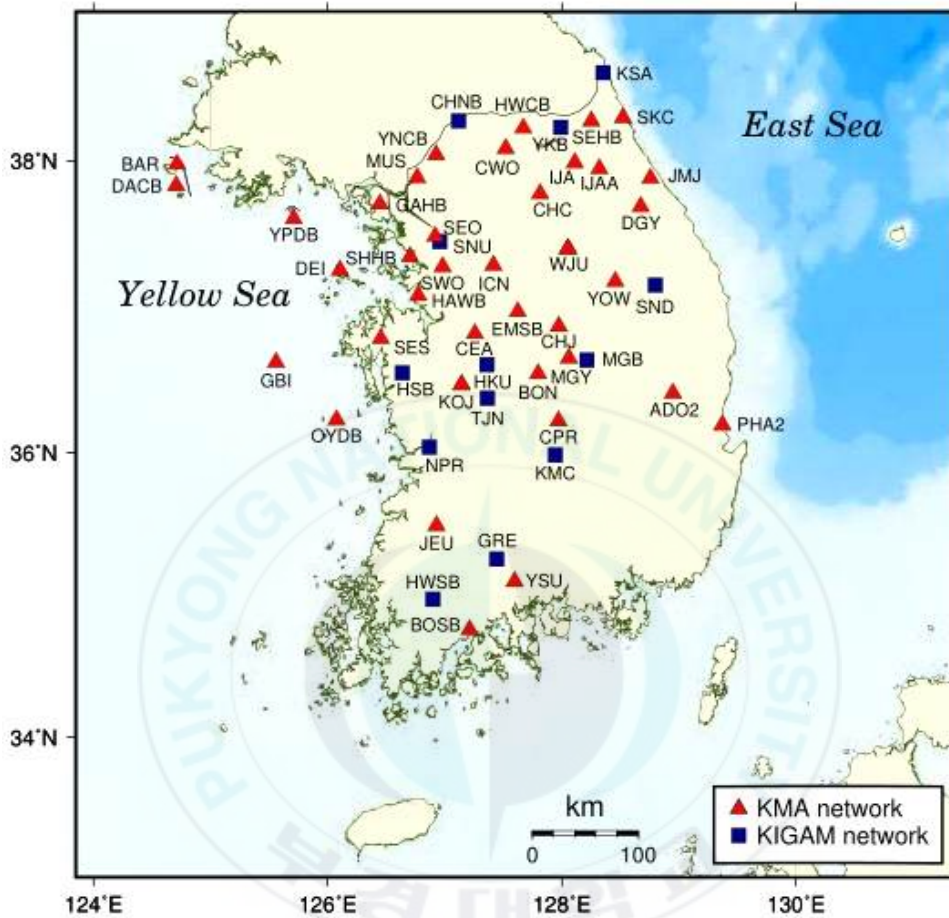 KSA
CHNB
HWCB
SKC
East Sea
YNCB
YKB
SEHB
38°N
BAR
MUS
CWO
IJA
IJAA
JMJ
DACB
GAHB
CHC
DGY
YPDB
SEO
SNU
SHHB
WJU
DEI
SWO
ICN
YOW
SND
Yellow Sea
HAWB
EMSB
CHJ
SES
CEA
MGB
GBI
HSB
HKU
BON
MGY
KOJ
TJN
ADO2
OYDB
CPR
PHA2
36°N
NPR
KMC
JEU
GRE
HWSB
YSU
BOSB
34°N
km
0 100
KMA network
KIGAM network
124°E 126°E 128°E 130°E
PUKYONG NATIONAL UNIVERSIT